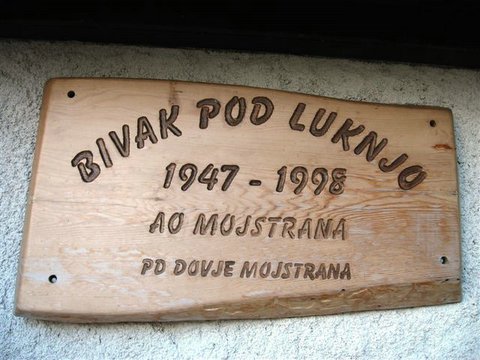 BIVAK POD LUKNJO
1947 - 1998
AO MOJSTRANA
PD DOVJE MOJSTRANA